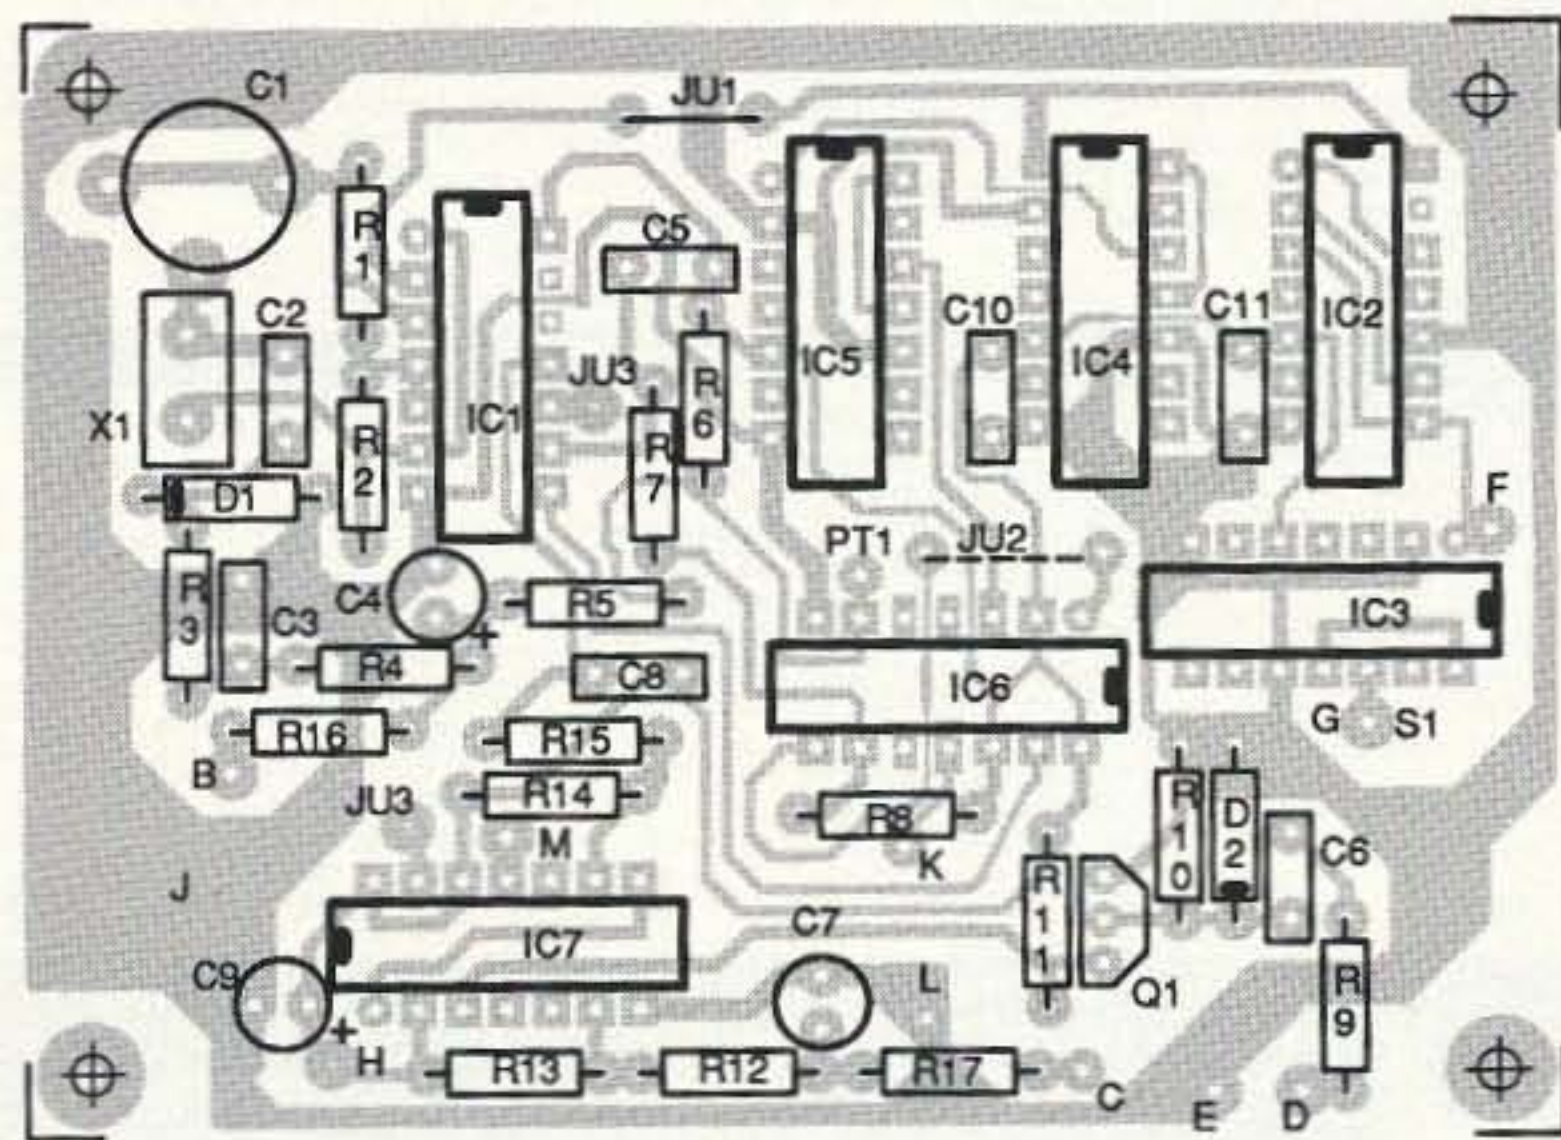 C1
JU1
R1
C5
C2
C10
C11
IC2
IC5
IC4
JU3
R6
X1
IC1
R2
R7
D1
F
PT1
JU2
R3
C3
C4
+
R5
IC3
R4
C8
IC6
R16
R15
G
S1
B
JU3
R14
M
R8
K
R10
D2
C6
J
R11
C7
IC7
C9
L
Q1
R9
+
H
R13
R12
R17
C
E
D